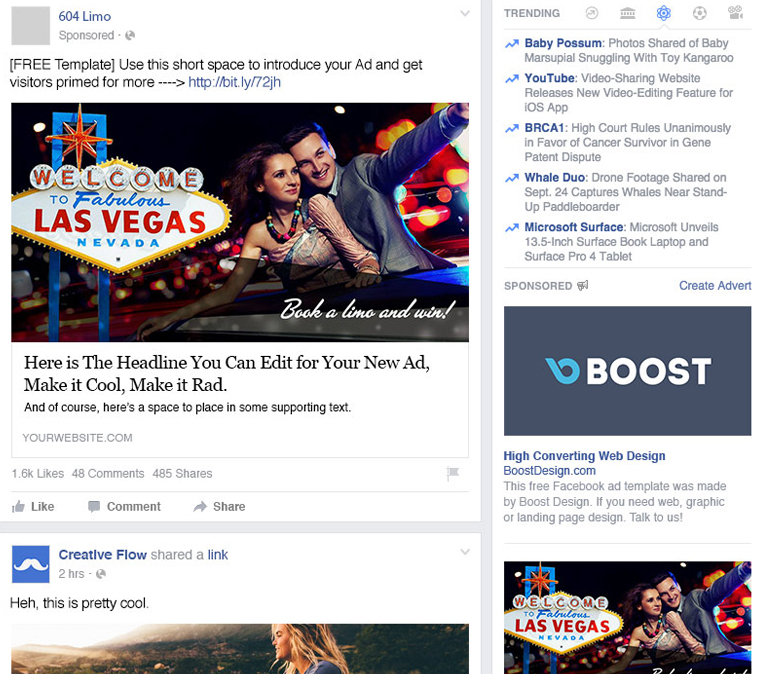 604 Limo
Sponsored ·
[FREE Template] Use this short space to introduce your Ad and get
visitors primed for more ----> http://bit.ly/72jh
WELCOME
TO Fabulous
LAS VEGAS
NEVADA
Book a limo and win!
Here is The Headline You Can Edit for Your New Ad,
Make it Cool, Make it Rad.
And of course, here's a space to place in some supporting text.
YOURWEBSITE.COM
1.6k Likes 48 Comments 485 Shares
Like Comment Share
Creative Flow shared a link
2 hrs ·
Heh, this is pretty cool.
TRENDING
Baby Possum: Photos Shared of Baby
Marsupial Snuggling With Toy Kangaroo
YouTube: Video-Sharing Website
Releases New Video-Editing Feature for
iOS App
BRCA1: High Court Rules Unanimously
in Favor of Cancer Survivor in Gene
Patent Dispute
Whale Duo: Drone Footage Shared on
Sept. 24 Captures Whales Near Stand-
Up Paddleboarder
Microsoft Surface: Microsoft Unveils
13.5-Inch Surface Book Laptop and
Surface Pro 4 Tablet
SPONSORED Create Advert
BOOST
High Converting Web Design
BoostDesign.com
This free Facebook ad template was made
by Boost Design. If you need web, graphic
or landing page design. Talk to us!
WELCOME
TO Fabulous
LAS VEGAS
NEVADA